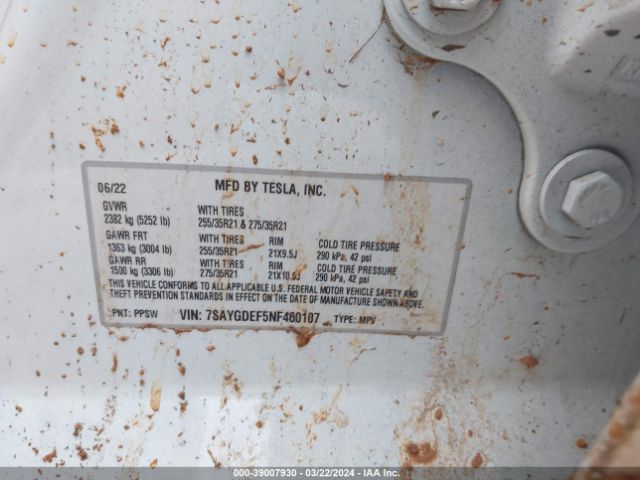 06/22 MFD BY TESLA, INC.
GVWR WITH TIRES
2382 kg (5252 lb) 255/35R21 & 275/35R21
GAWR FRT WITH TIRES RIM COLD TIRE PRESSURE
1363 kg (3004 lb) 255/35R21 21X9.5J 290 kPa, 42 psi
GAWR RR WITH TIRES RIM COLD TIRE PRESSURE
1500 kg (3306 lb) 275/35R21 21X10.5J 290 kPa, 42 psi
THIS VEHICLE CONFORMS TO ALL APPLICABLE U.S. FEDERAL MOTOR VEHICLE SAFETY AND
THEFT PREVENTION STANDARDS IN EFFECT ON THE DATE OF MANUFACTURE SHOWN ABOVE.
PNT: PPSW VIN: 7SAYGDEF5NF460107 TYPE: MPV
000-39007930 - 03/22/2024 - IAA Inc.